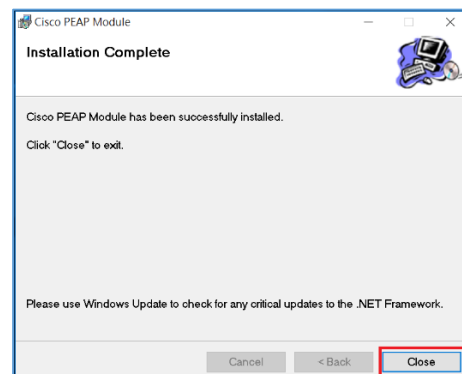 Cisco PEAP Module
Installation Complete
Cisco PEAP Module has been successfully installed.
Click "Close" to exit.
Please use Windows Update to check for any critical updates to the .NET Framework.
Cancel < Back Close